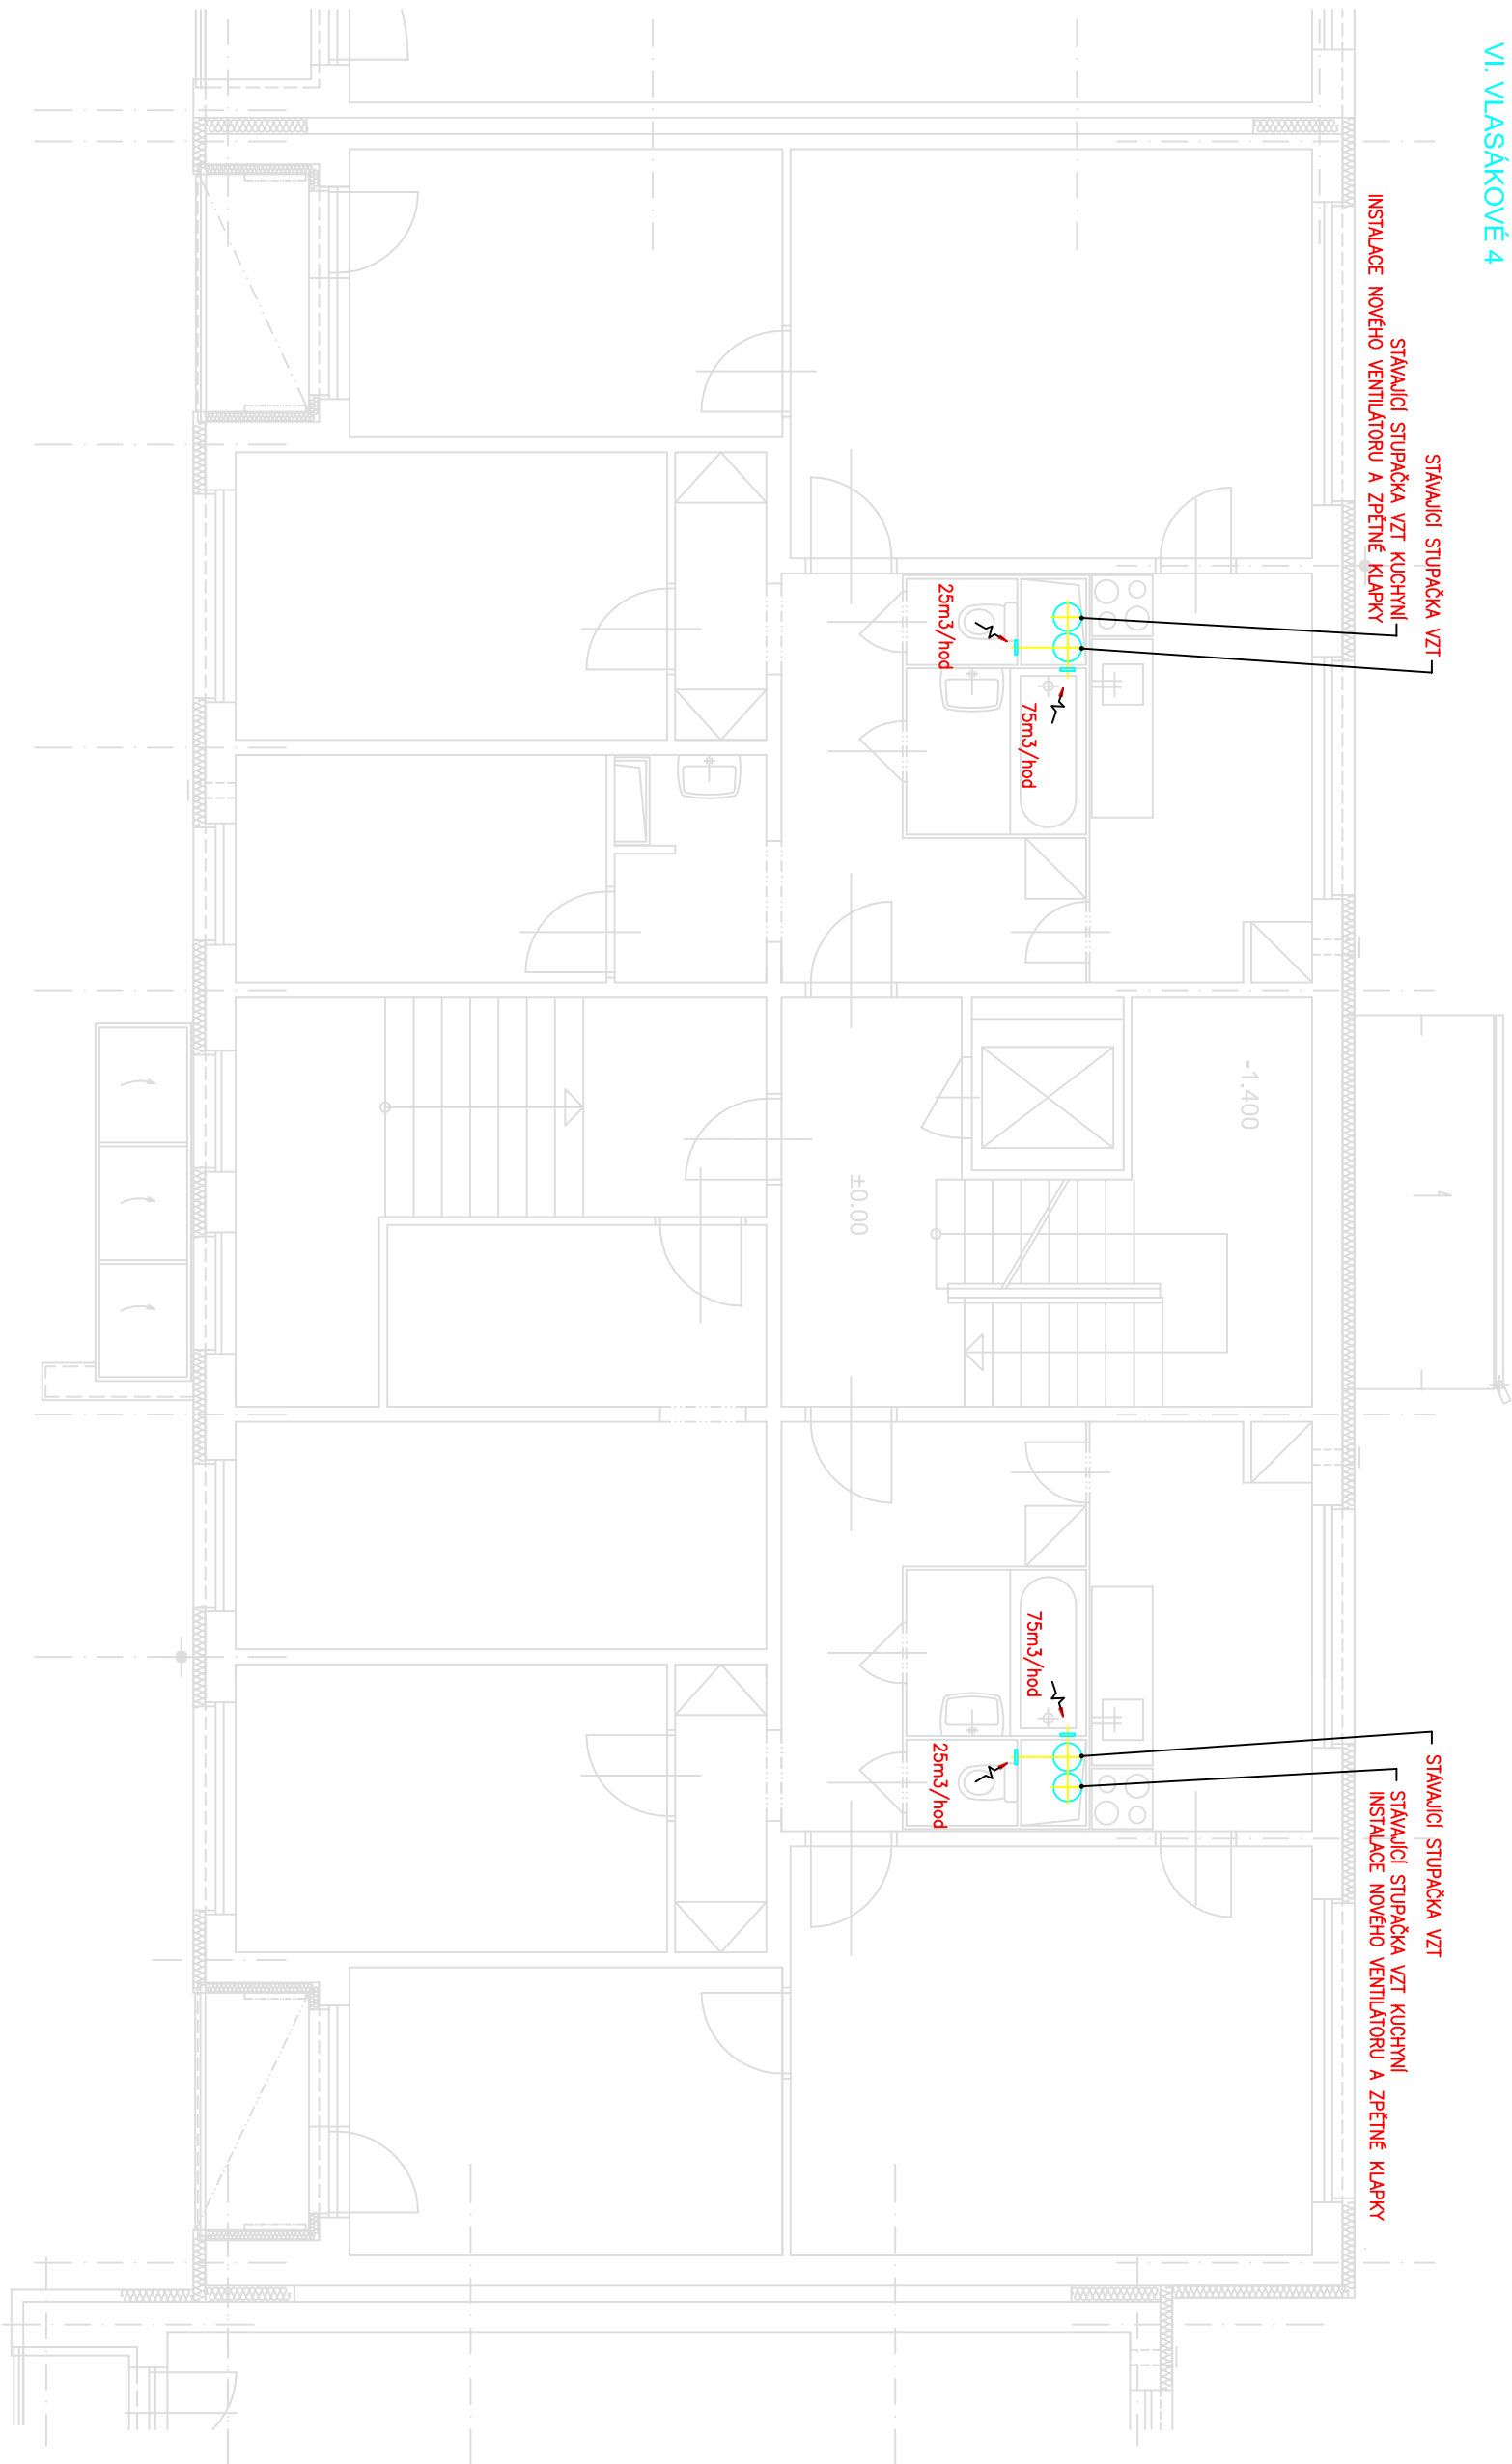 VI. VLASÁKOVÉ 4
STÁVAJÍCÍ STUPAČKA VZT
STÁVAJÍCÍ STUPAČKA VZT KUCHYNÍ
INSTALACE NOVÉHO VENTILÁTORU A ZPĚTNÉ KLAPKY
25m3/hod
75m3/hod
-1.400
±0.00
1
STÁVAJÍCÍ STUPAČKA VZT
STÁVAJÍCÍ STUPAČKA VZT KUCHYNÍ
INSTALACE NOVÉHO VENTILÁTORU A ZPĚTNÉ KLAPKY
75m3/hod
25m3/hod